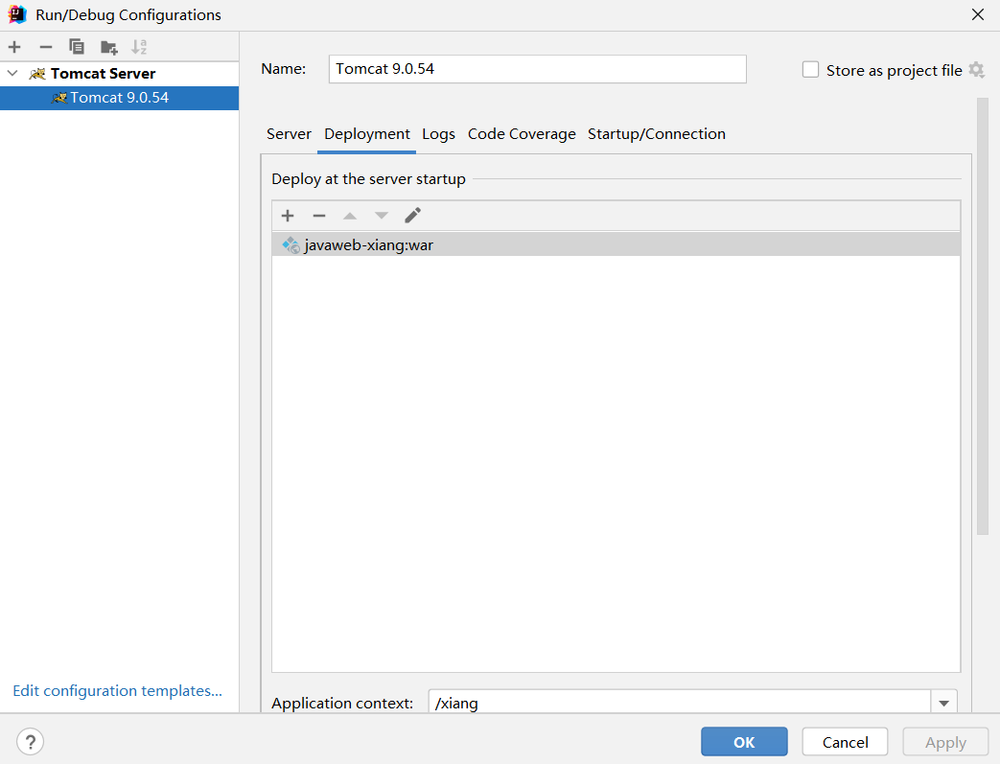 Run/Debug Configurations
Tomcat Server
Tomcat 9.0.54
Name: Tomcat 9.0.54
Store as project file
Server Deployment Logs Code Coverage Startup/Connection
Deploy at the server startup
javaweb-xiang:war
Edit configuration templates...
Application context: /xiang
? OK Cancel Apply